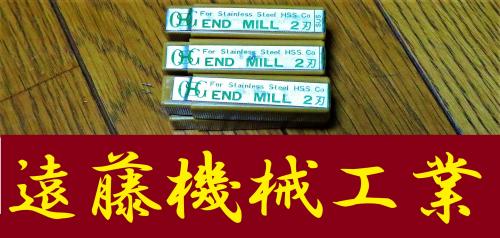 OSG For Stainless Steel HSS.Co
END MILL 2刃
OSG For Stainless Steel HSS.Co
END MILL 2刃
OSG For Stainless Steel HSS.Co
END MILL 2刃
遠藤機械工業